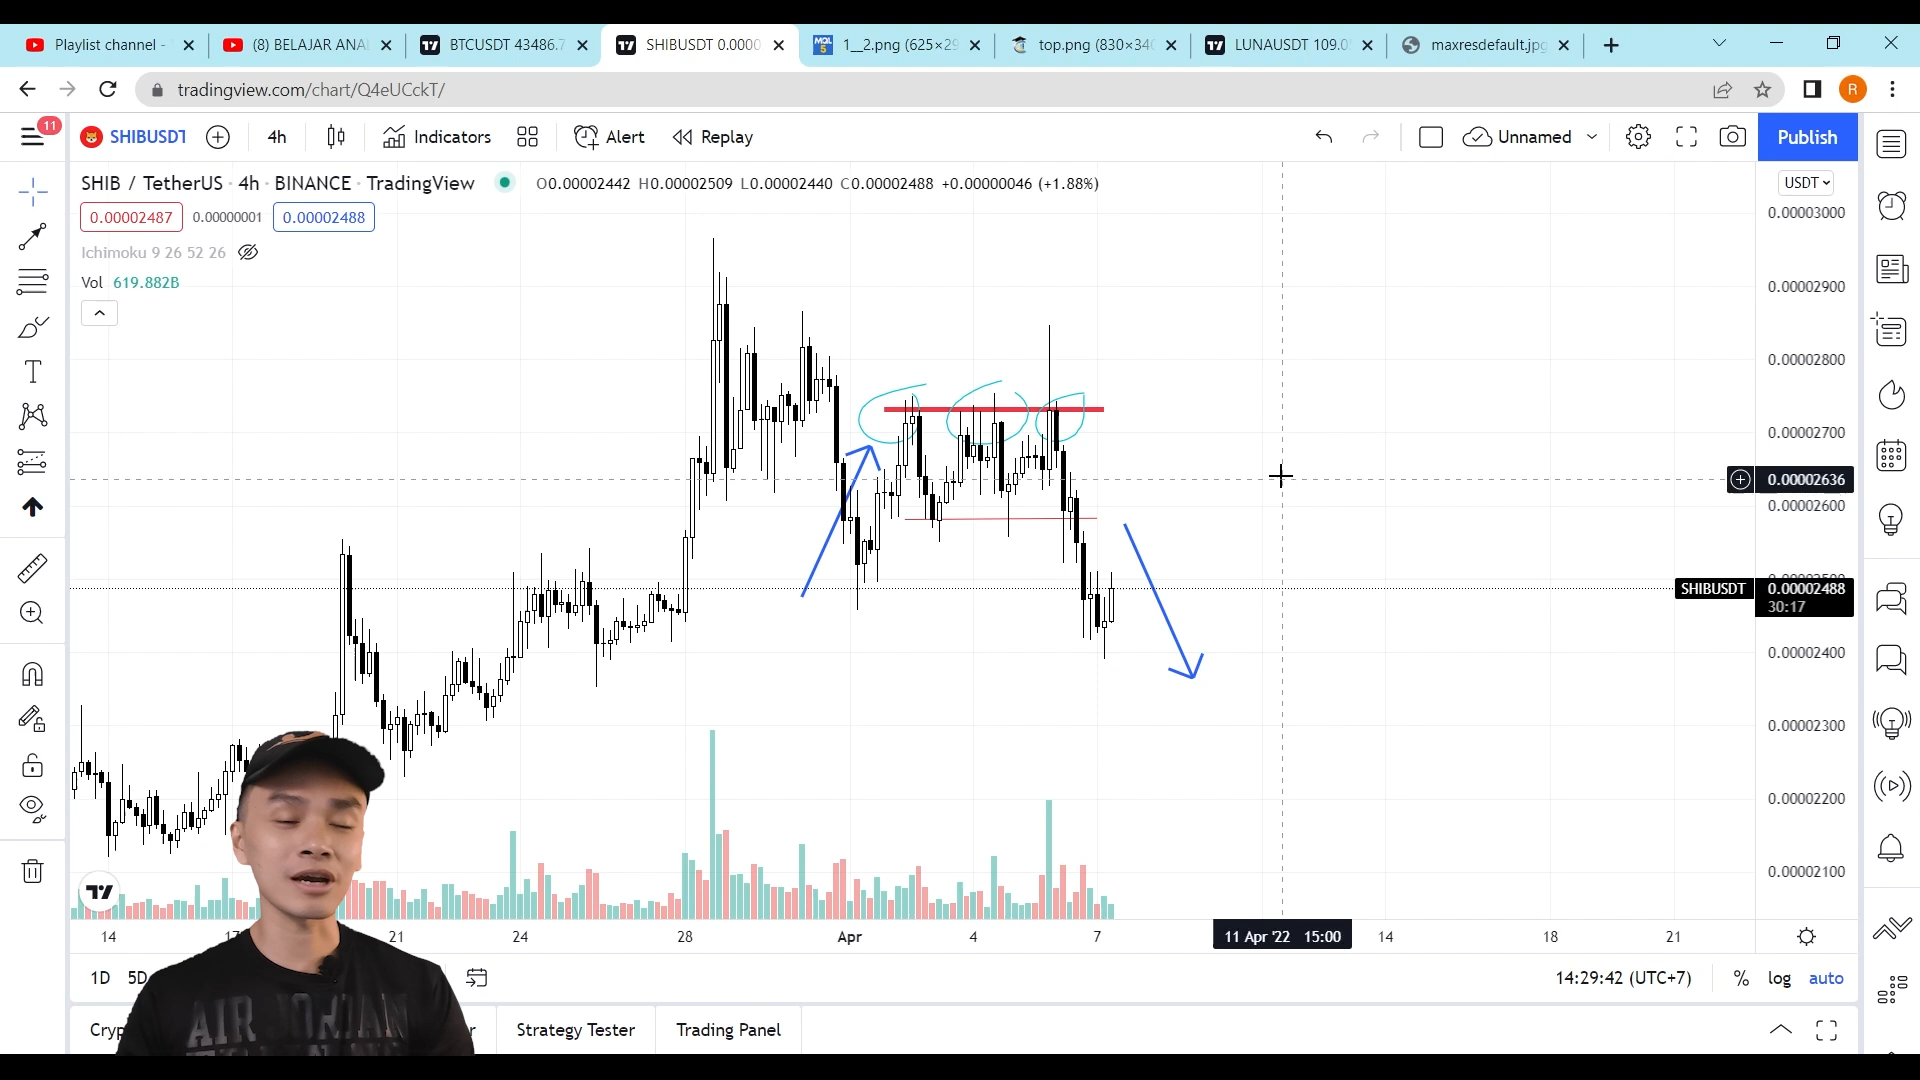 Playlist channel -
(8) BELAJAR ANA
BTCUSDT 43486.7
SHIBUSDT 0.0000
1__2.png (625×29
top.png (830×340
LUNAUSDT 109.0
maxresdefault.jpg
tradingview.com/chart/Q4eUCckT/
R
11
SHIBUSDT
4h
Indicators
Alert
Replay
Unnamed
Publish
SHIB / TetherUS · 4h · BINANCE · TradingView
O0.00002442 H0.00002509 L0.00002440 C0.00002488 +0.00000046 (+1.88%)
USDT
0.00002487
0.00000001
0.00002488
Ichimoku 9 26 52 26
Vol 619.882B
0.00003000
0.00002900
0.00002800
0.00002700
0.00002636
0.00002600
SHIBUSDT
0.00002488
30:17
0.00002400
0.00002300
0.00002200
0.00002100
14
21
24
28
Apr
4
7
11 Apr '22 15:00
14
18
21
1D
5D
14:29:42 (UTC+7)
%
log
auto
Strategy Tester
Trading Panel
AIR JORDAN